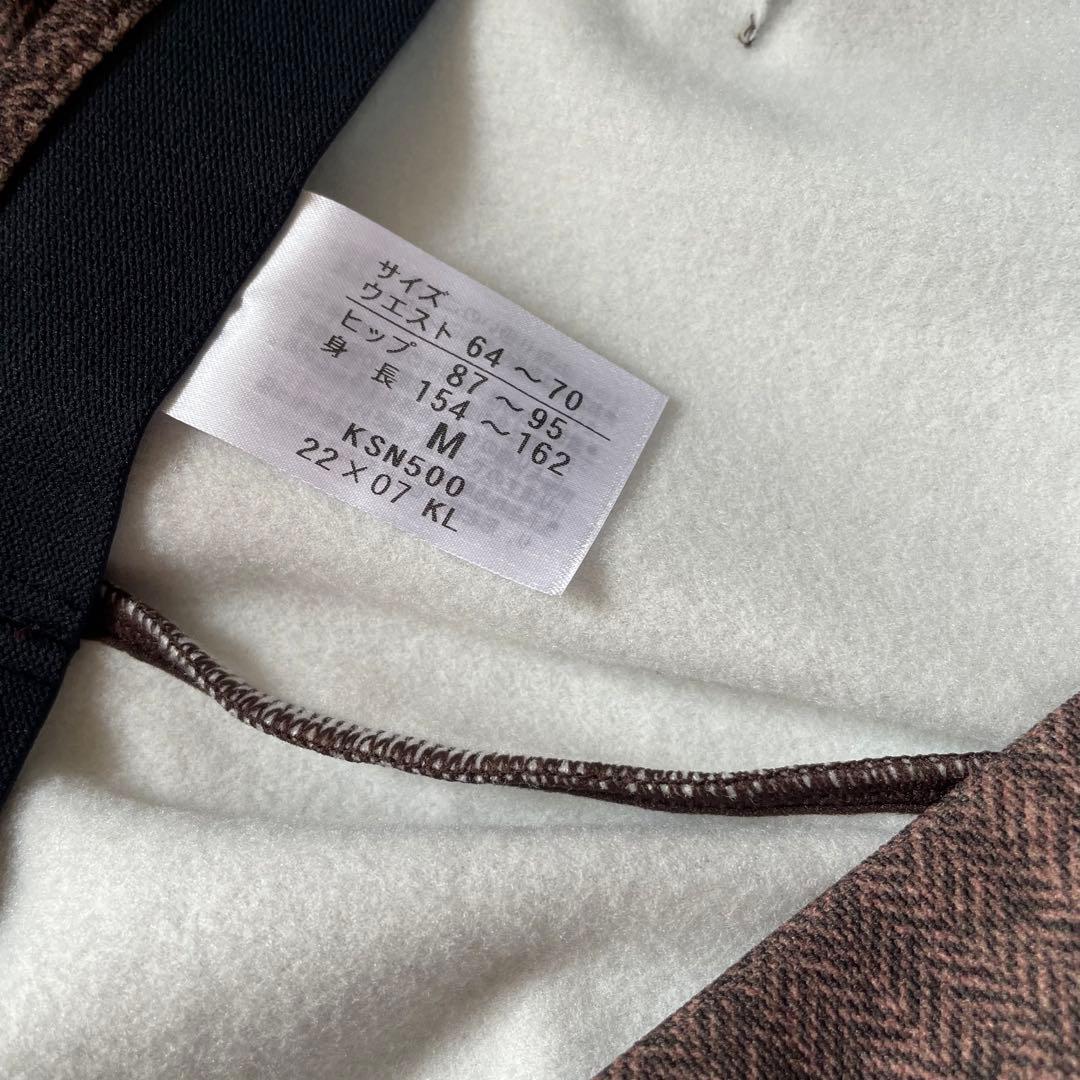 サイズ
ウエスト 64～70
ヒップ 87～95
身長 154～162
M
KSN500
22×07 KL